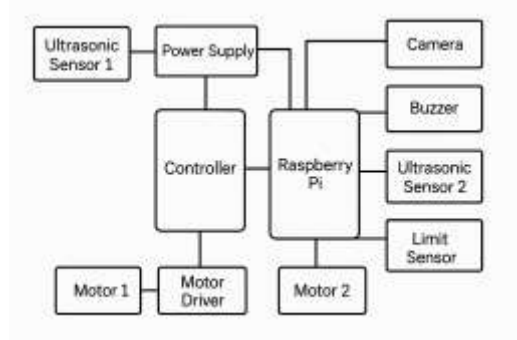 Ultrasonic
Sensor 1
Power Supply
Camera
Buzzer
Controller
Raspberry
Pi
Ultrasonic
Sensor 2
Limit
Sensor
Motor 1
Motor
Driver
Motor 2